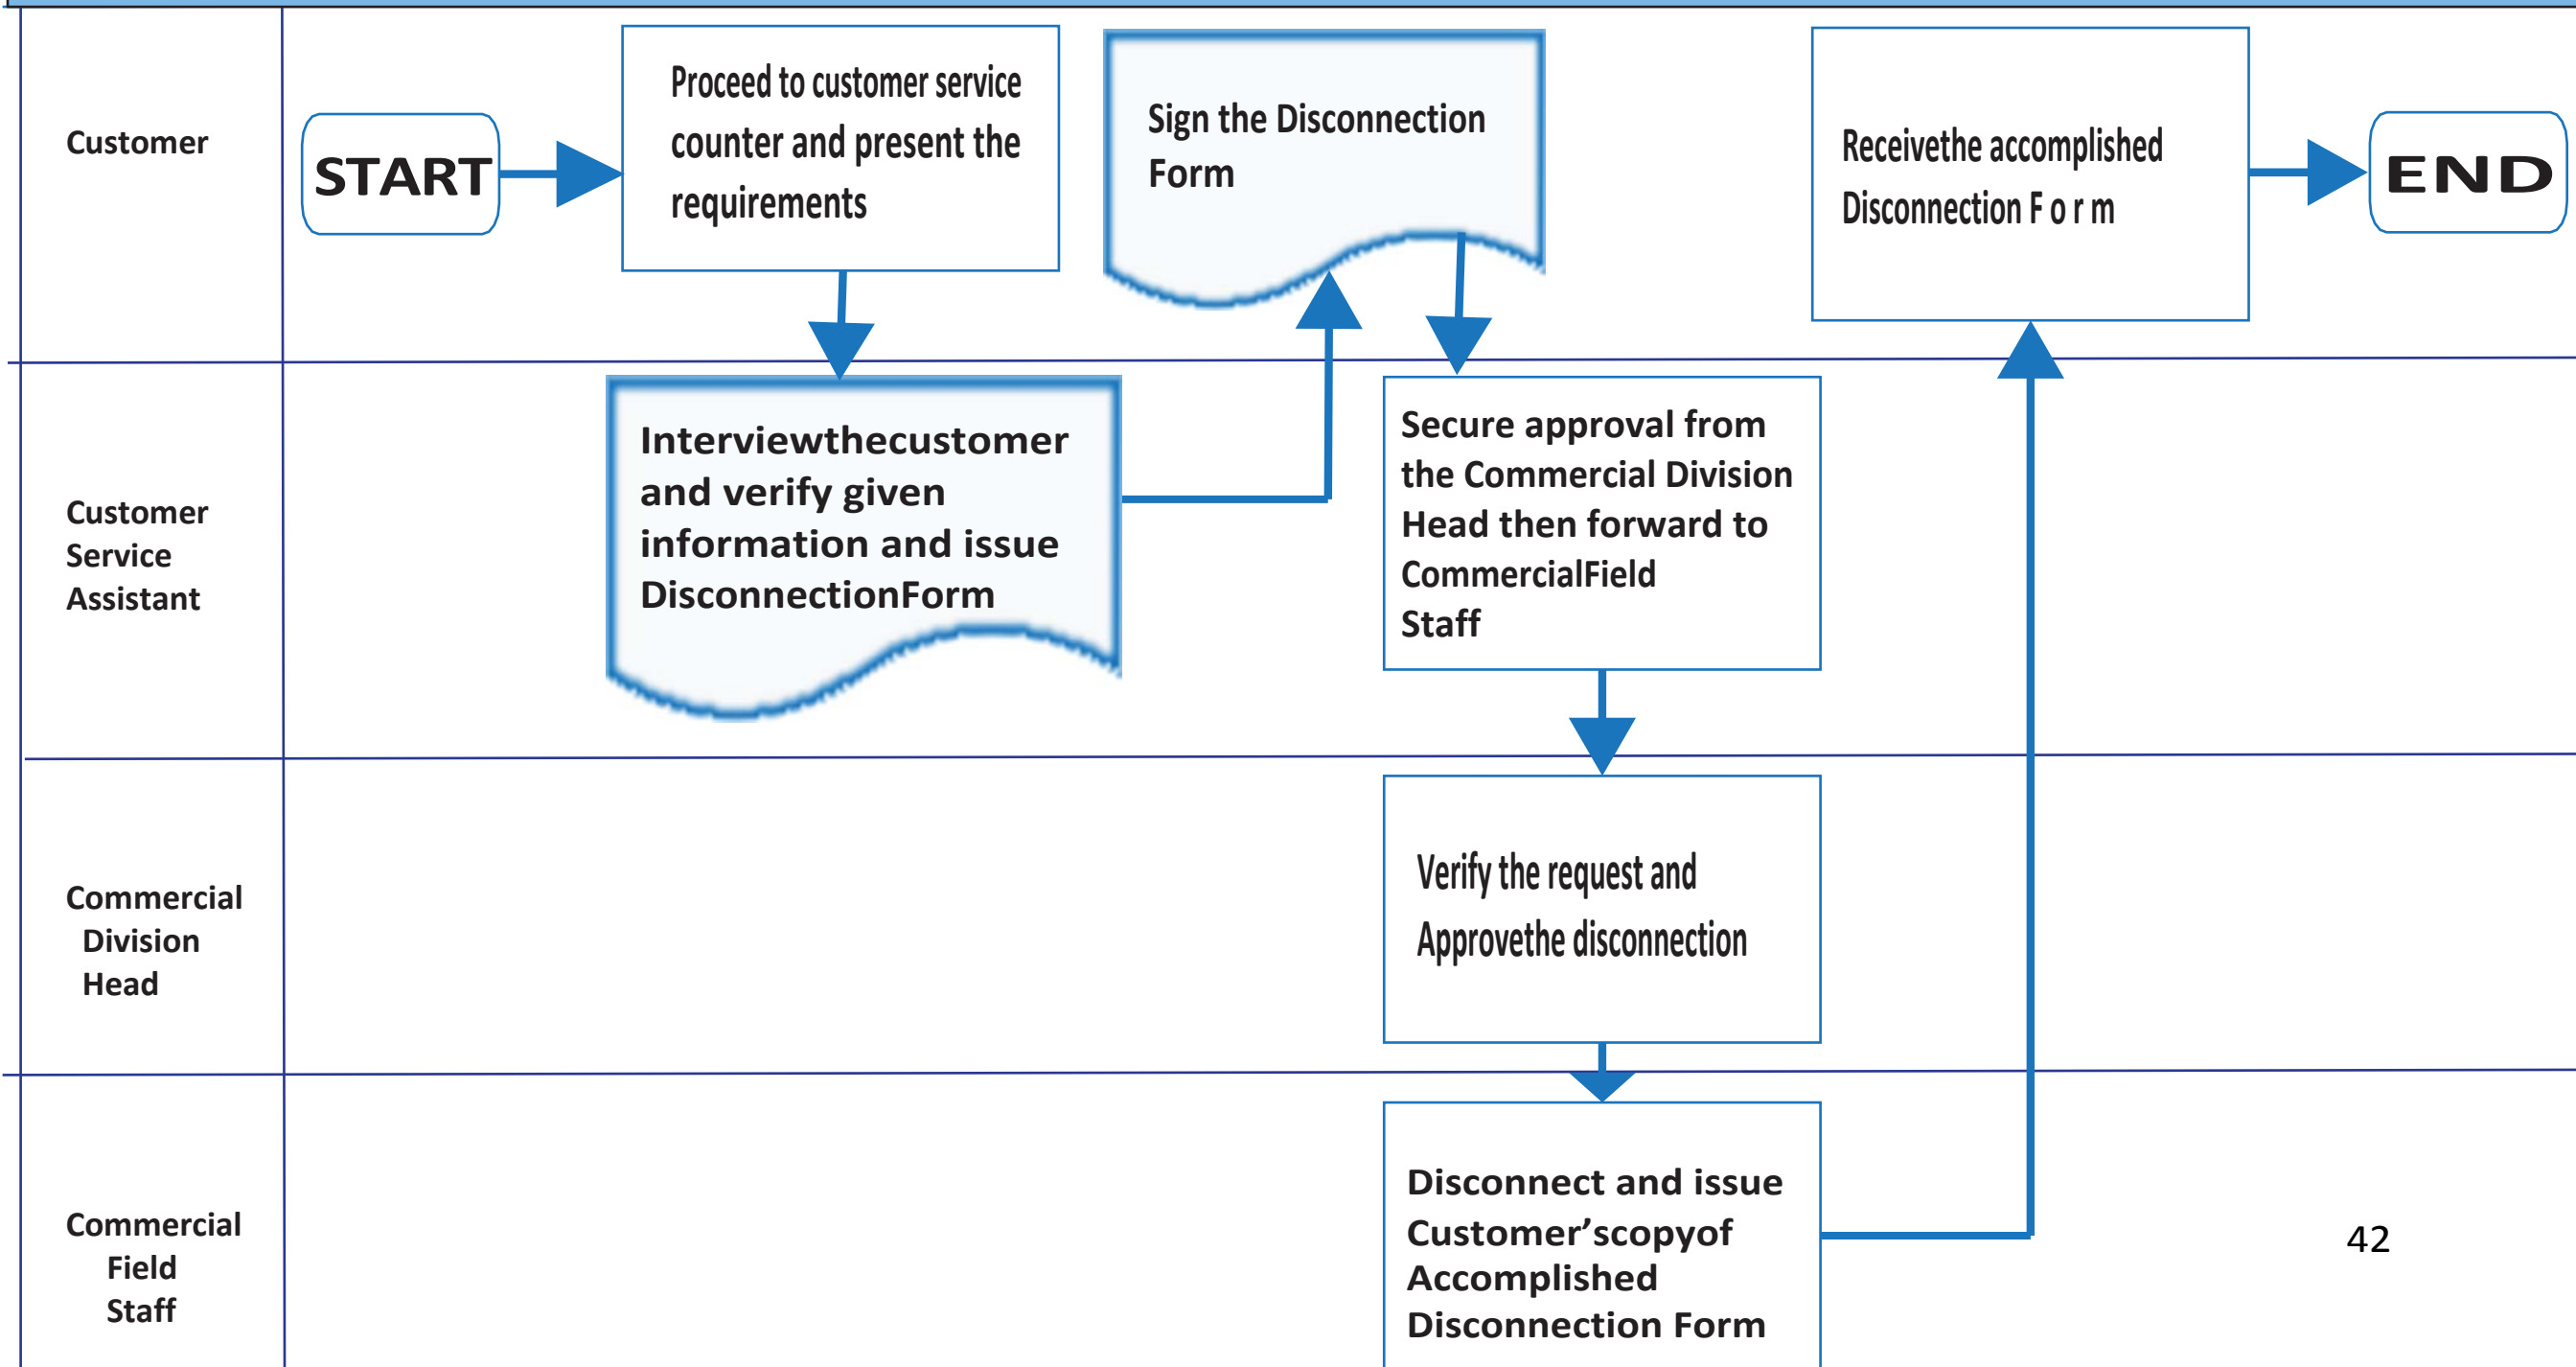 Customer
START
Proceed to customer service
counter and present the
requirements
Sign the Disconnection
Form
Receivethe accomplished
Disconnection F o r m
END
Customer
Service
Assistant
Interviewthecustomer
and verify given
information and issue
DisconnectionForm
Secure approval from
the Commercial Division
Head then forward to
CommercialField
Staff
Commercial
Division
Head
Verify the request and
Approvethe disconnection
Commercial
Field
Staff
Disconnect and issue
Customer’scopyof
Accomplished
Disconnection Form
42